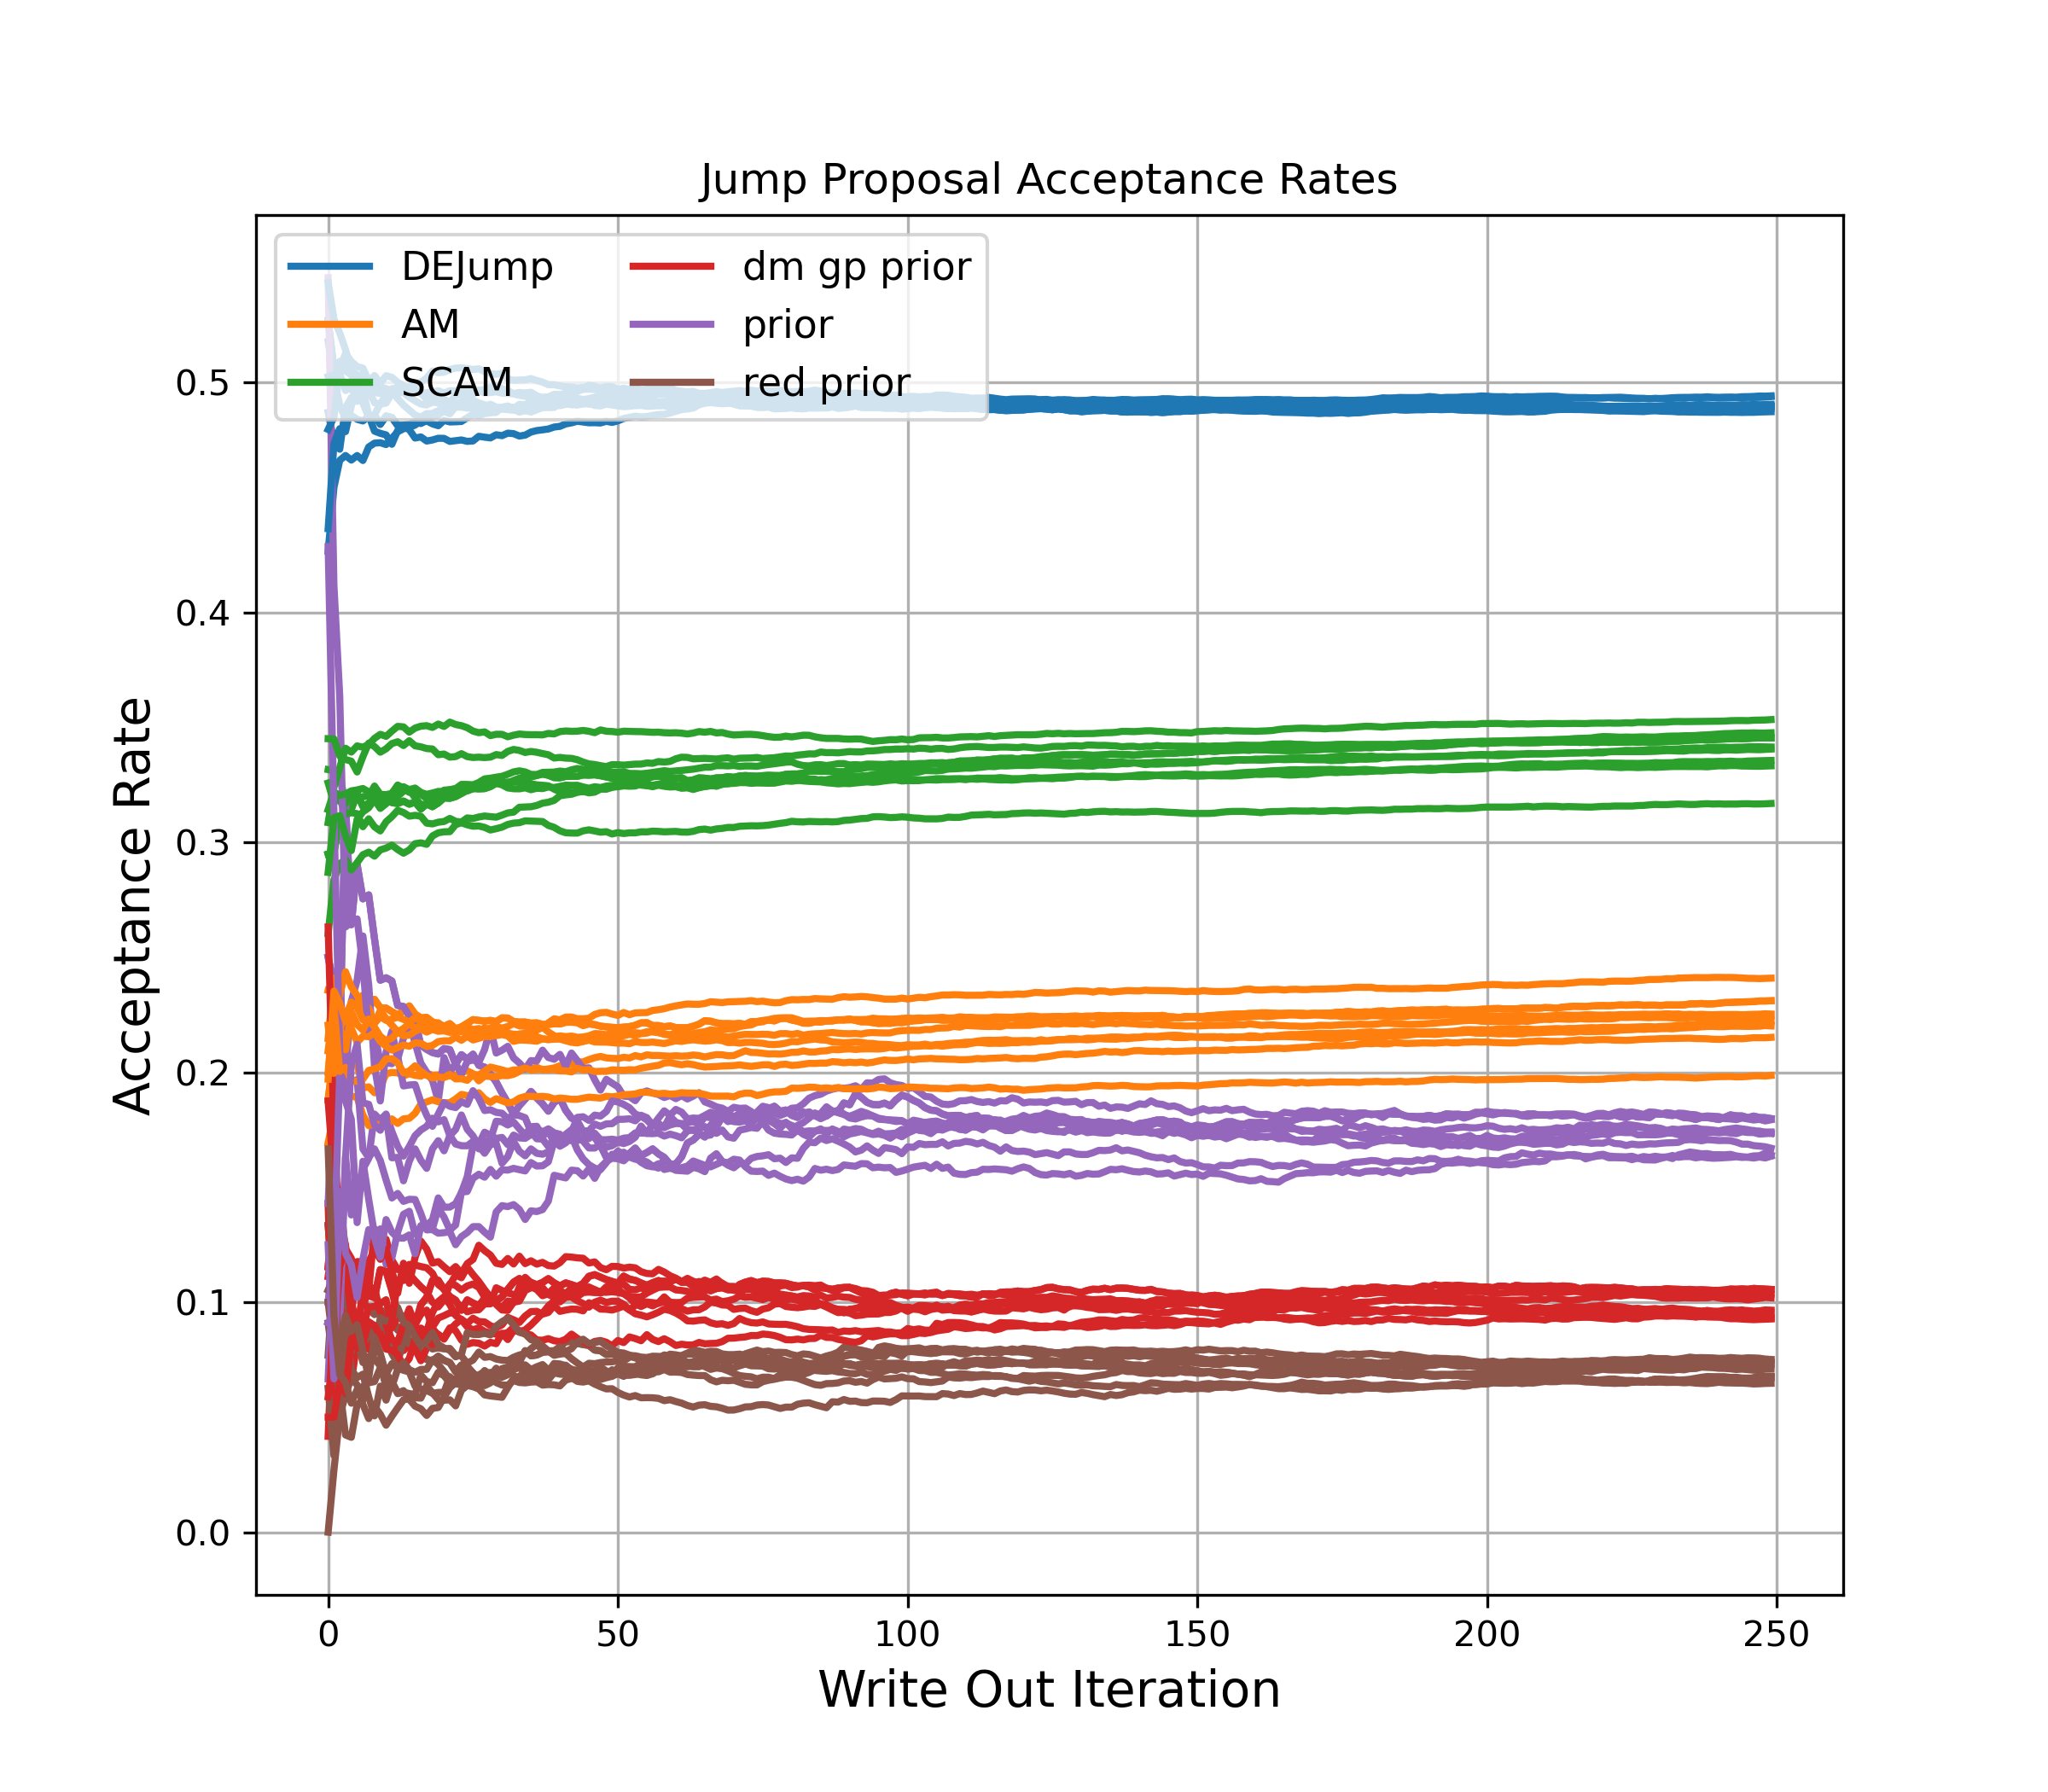 Jump Proposal Acceptance Rates
DEJump
AM
SCAM
dm gp prior
prior
red prior
Acceptance Rate
0.5
0.4
0.3
0.2
0.1
0.0
0 50 100 150 200 250
Write Out Iteration